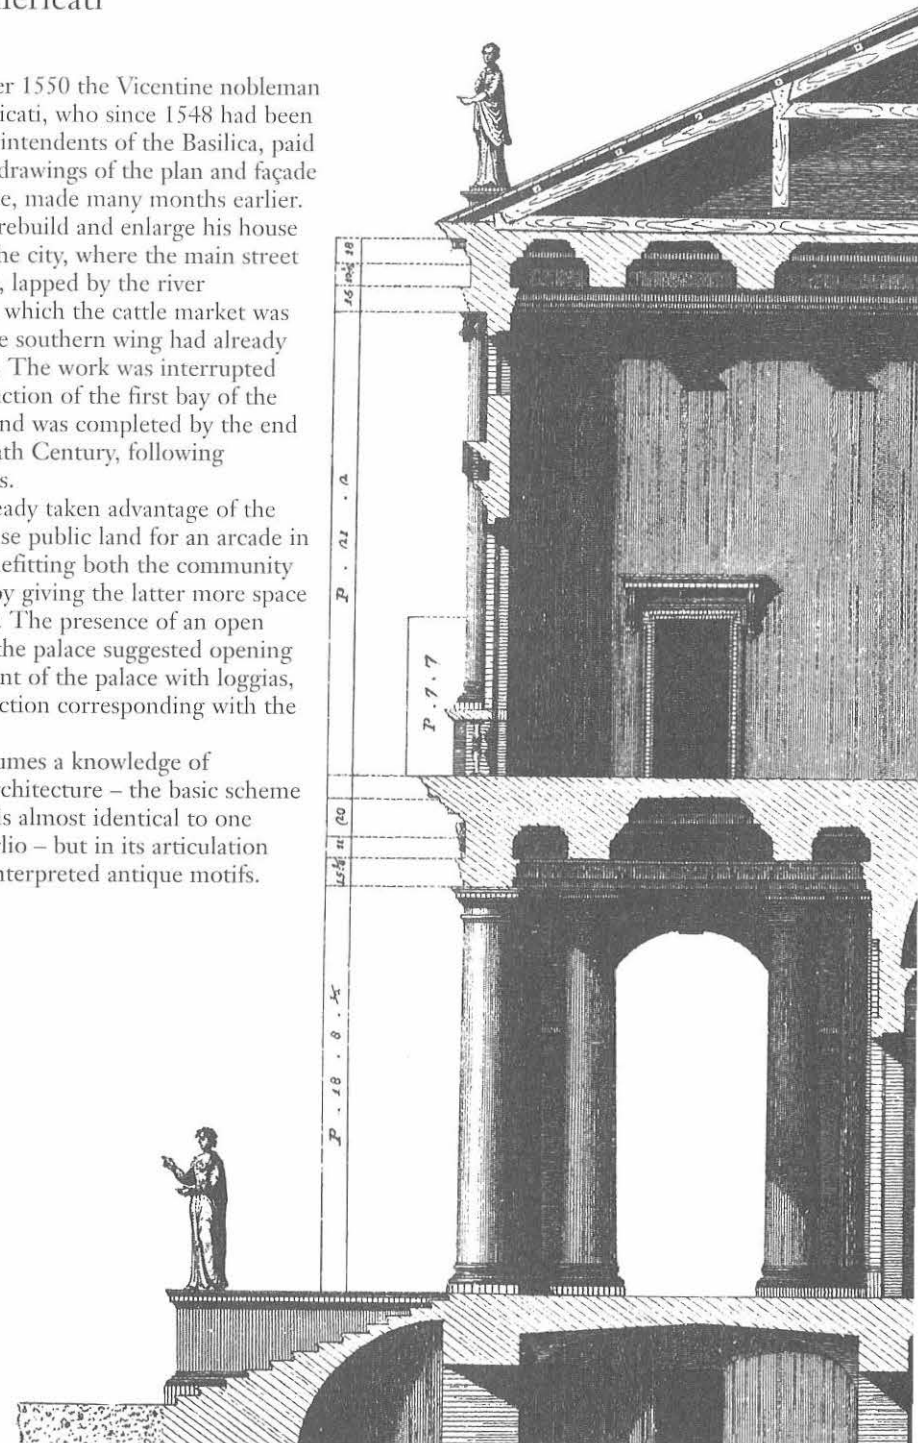 er 1550 the Vicentine nobleman
icati, who since 1548 had been
intendents of the Basilica, paid
drawings of the plan and façade
e, made many months earlier.
rebuild and enlarge his house
he city, where the main street
, lapped by the river
which the cattle market was
e southern wing had already
. The work was interrupted
ction of the first bay of the
nd was completed by the end
nth Century, following
s.
eady taken advantage of the
se public land for an arcade in
efitting both the community
by giving the latter more space
. The presence of an open
the palace suggested opening
nt of the palace with loggias,
ction corresponding with the
umes a knowledge of
rchitecture – the basic scheme
is almost identical to one
rlio – but in its articulation
nterpreted antique motifs.
18
P . 21 . 2
P . 7 . 7
P . 18 . 8 .